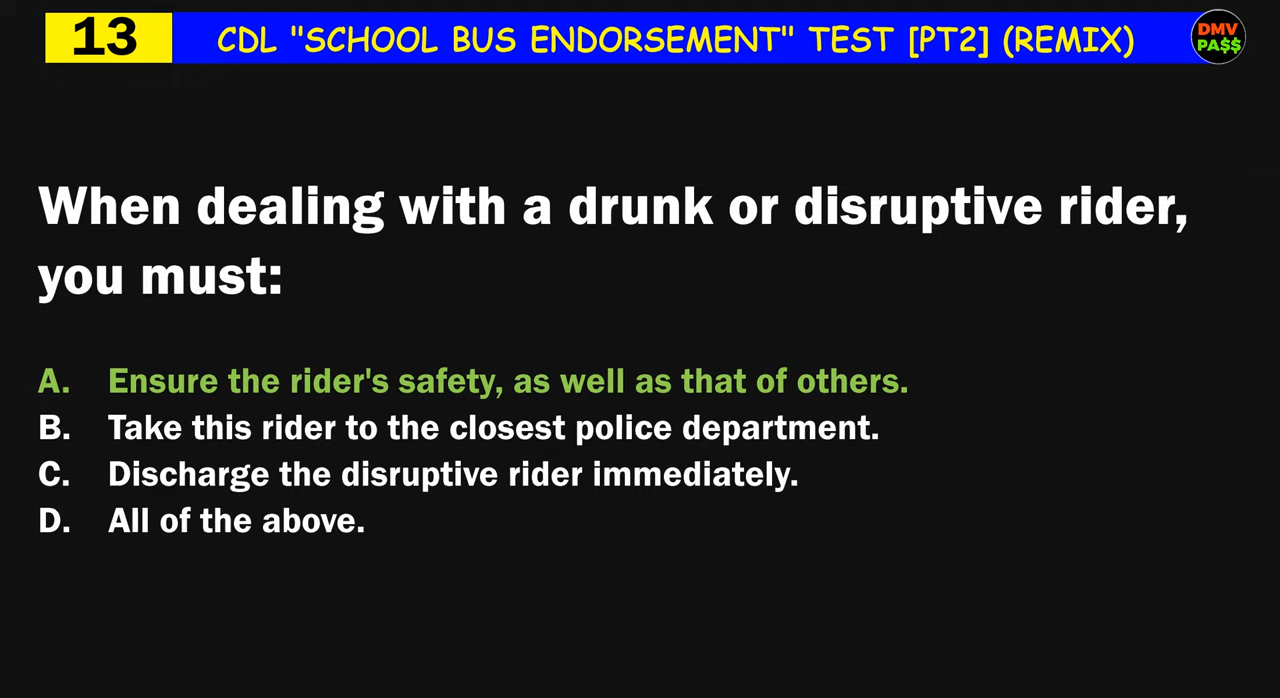 13
CDL "SCHOOL BUS ENDORSEMENT" TEST [PT2] (REMIX)
DMV
PA$$
When dealing with a drunk or disruptive rider,
you must:
A. Ensure the rider's safety, as well as that of others.
B. Take this rider to the closest police department.
C. Discharge the disruptive rider immediately.
D. All of the above.